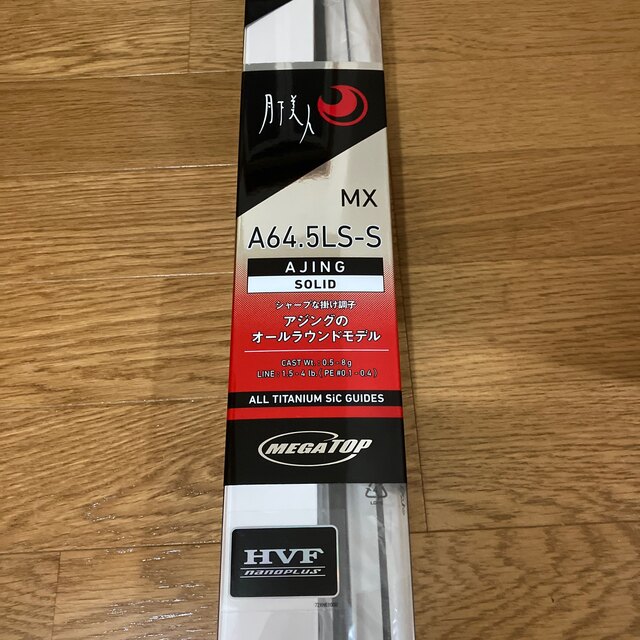 月下美人
MX
A64.5LS-S
AJING
SOLID
シャープな掛け調子
アジングの
オールラウンドモデル
CAST Wt.: 0.5 - 8 g
LINE : 1.5 - 4 lb. ( PE #0.1 - 0.4 )
ALL TITANIUM SiC GUIDES
MEGATOP
HVF
nanoplus